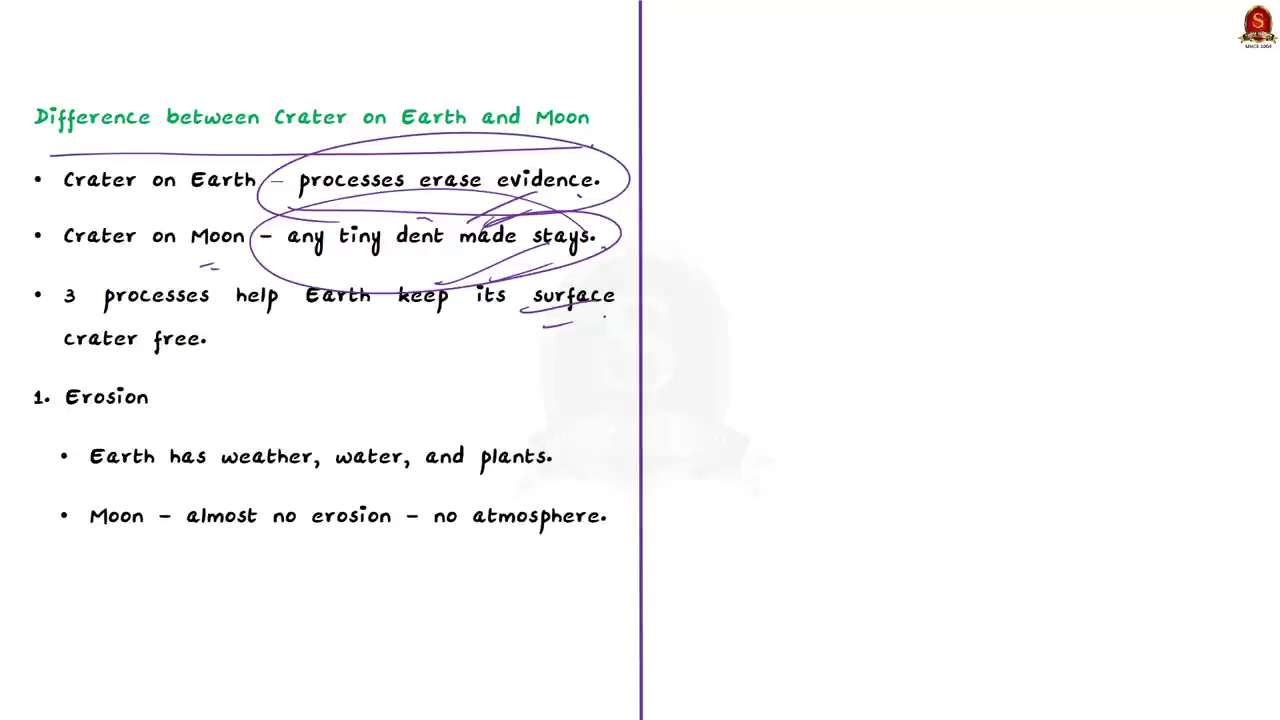 S
SINCE 2004
Difference between Crater on Earth and Moon
• Crater on Earth – processes erase evidence.
• Crater on Moon – any tiny dent made stays.
• 3 processes help Earth keep its surface
crater free.
1. Erosion
• Earth has weather, water, and plants.
• Moon – almost no erosion – no atmosphere.